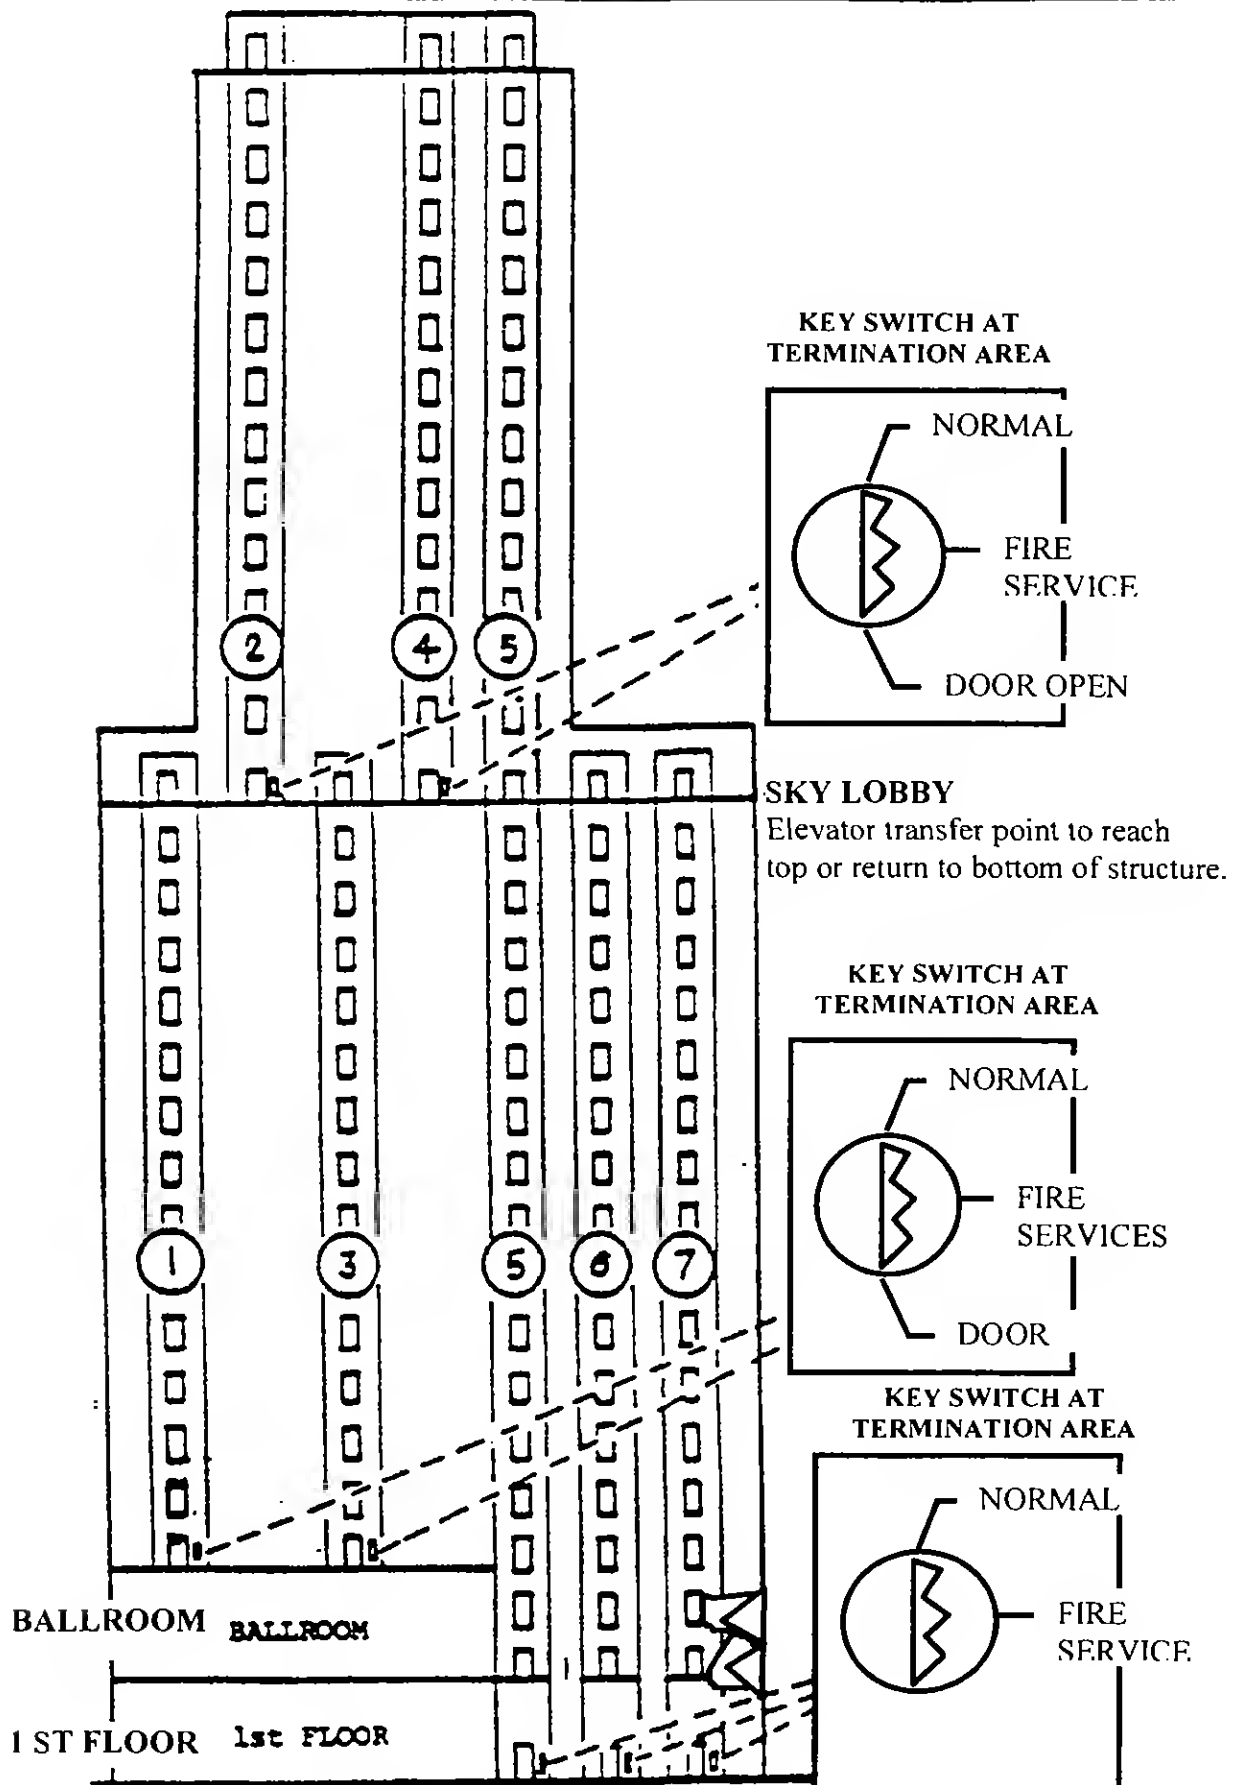 KEY SWITCH AT
TERMINATION AREA
NORMAL
FIRE
SERVICE
DOOR OPEN
2
4
5
SKY LOBBY
Elevator transfer point to reach
top or return to bottom of structure.
KEY SWITCH AT
TERMINATION AREA
NORMAL
FIRE
SERVICES
DOOR
1
3
5
6
7
KEY SWITCH AT
TERMINATION AREA
NORMAL
FIRE
SERVICE
BALLROOM BALLROOM
1 ST FLOOR 1st FLOOR